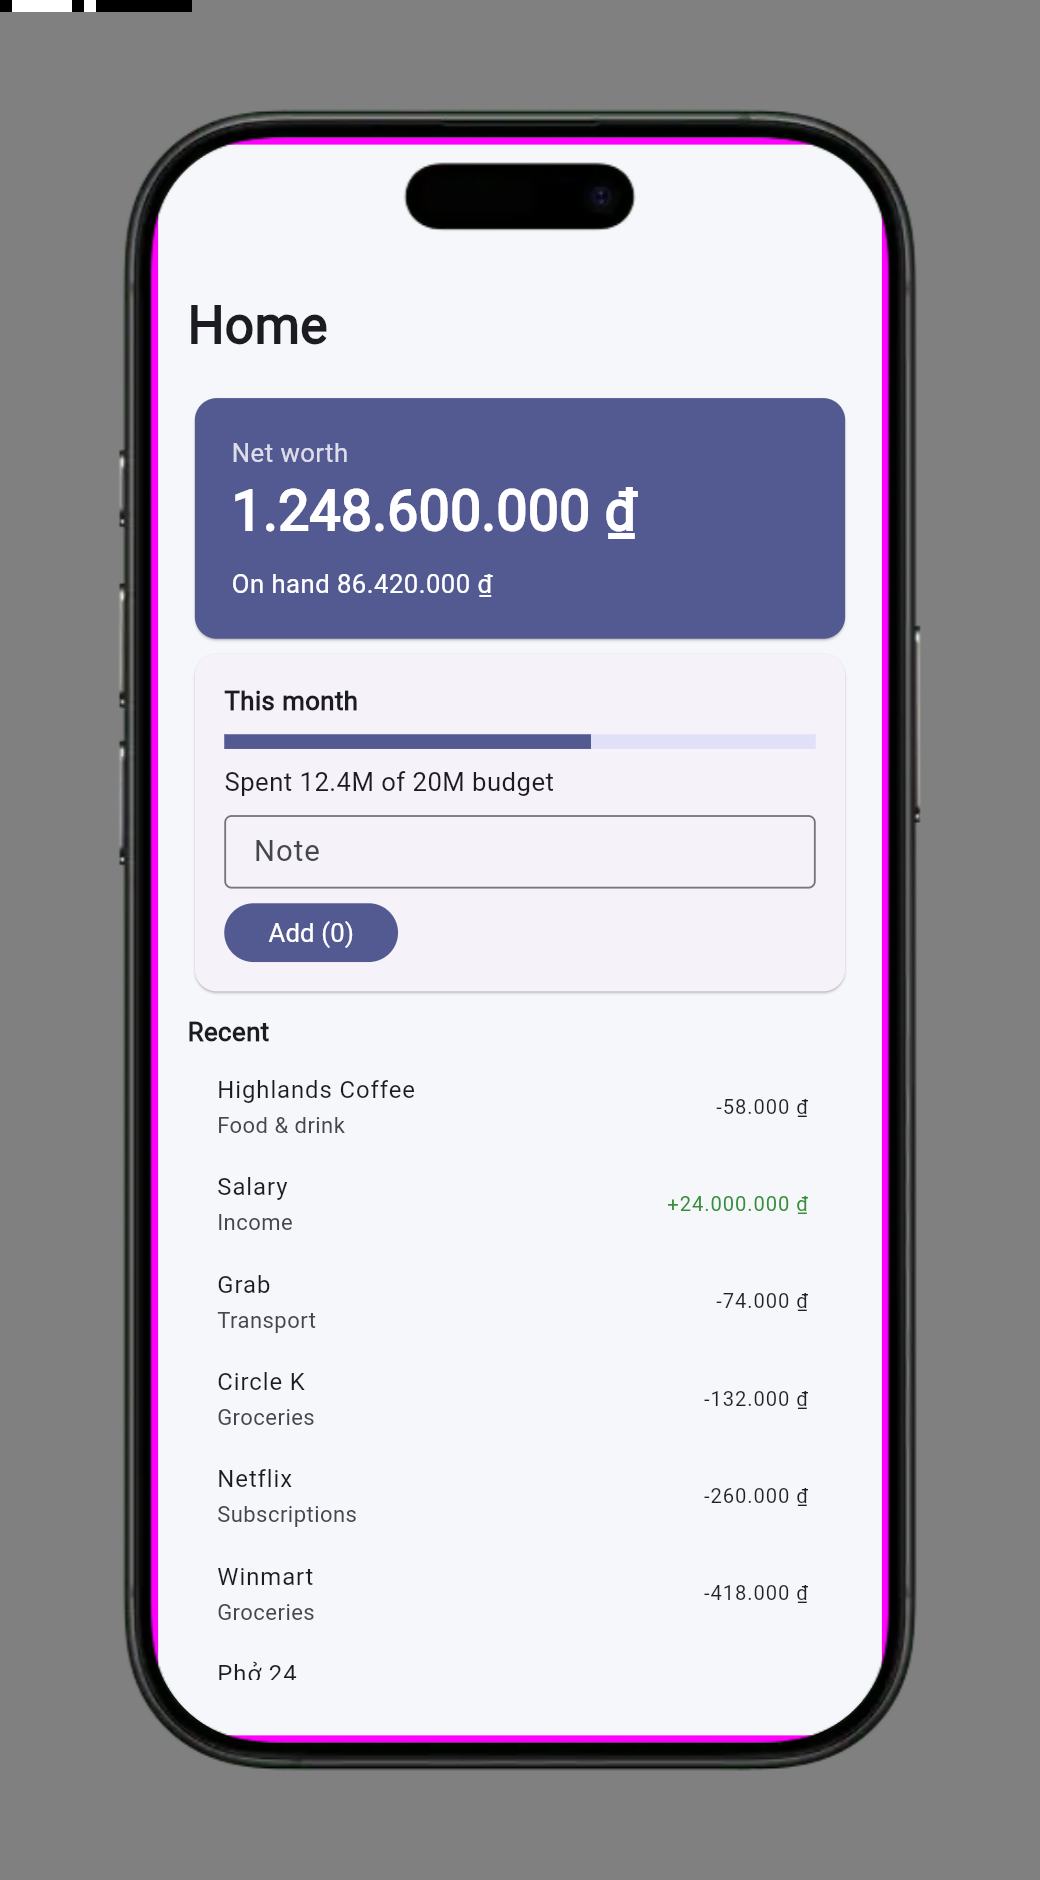 Home
Net worth
1.248.600.000 ₫
On hand 86.420.000 ₫
This month
Spent 12.4M of 20M budget
Note
Add (0)
Recent
Highlands Coffee
-58.000 ₫
Food & drink
Salary
+24.000.000 ₫
Income
Grab
-74.000 ₫
Transport
Circle K
-132.000 ₫
Groceries
Netflix
-260.000 ₫
Subscriptions
Winmart
-418.000 ₫
Groceries
Phở 24